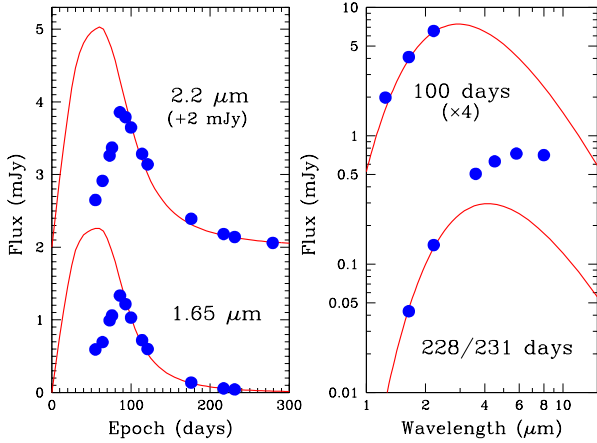 5
4
3
2
1
0
0
100
200
300
Flux (mJy)
Epoch (days)
2.2 μm
(+2 mJy)
1.65 μm
10
5
1
0.5
0.1
0.05
0.01
1
2
4
6
8
10
Flux (mJy)
Wavelength (μm)
100 days
(×4)
228/231 days